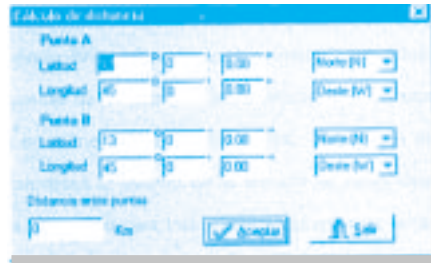 Cálculo de distancia
Punto A
Latitud ° 0 ' 0.00 " Norte (N)
Longitud 45 ° 0 ' 0.00 " Oeste (W)
Punto B
Latitud 13 ° 0 ' 0.00 " Norte (N)
Longitud 45 ° 0 ' 0.00 " Oeste (W)
Distancia entre puntos
0 Km Aceptar Salir